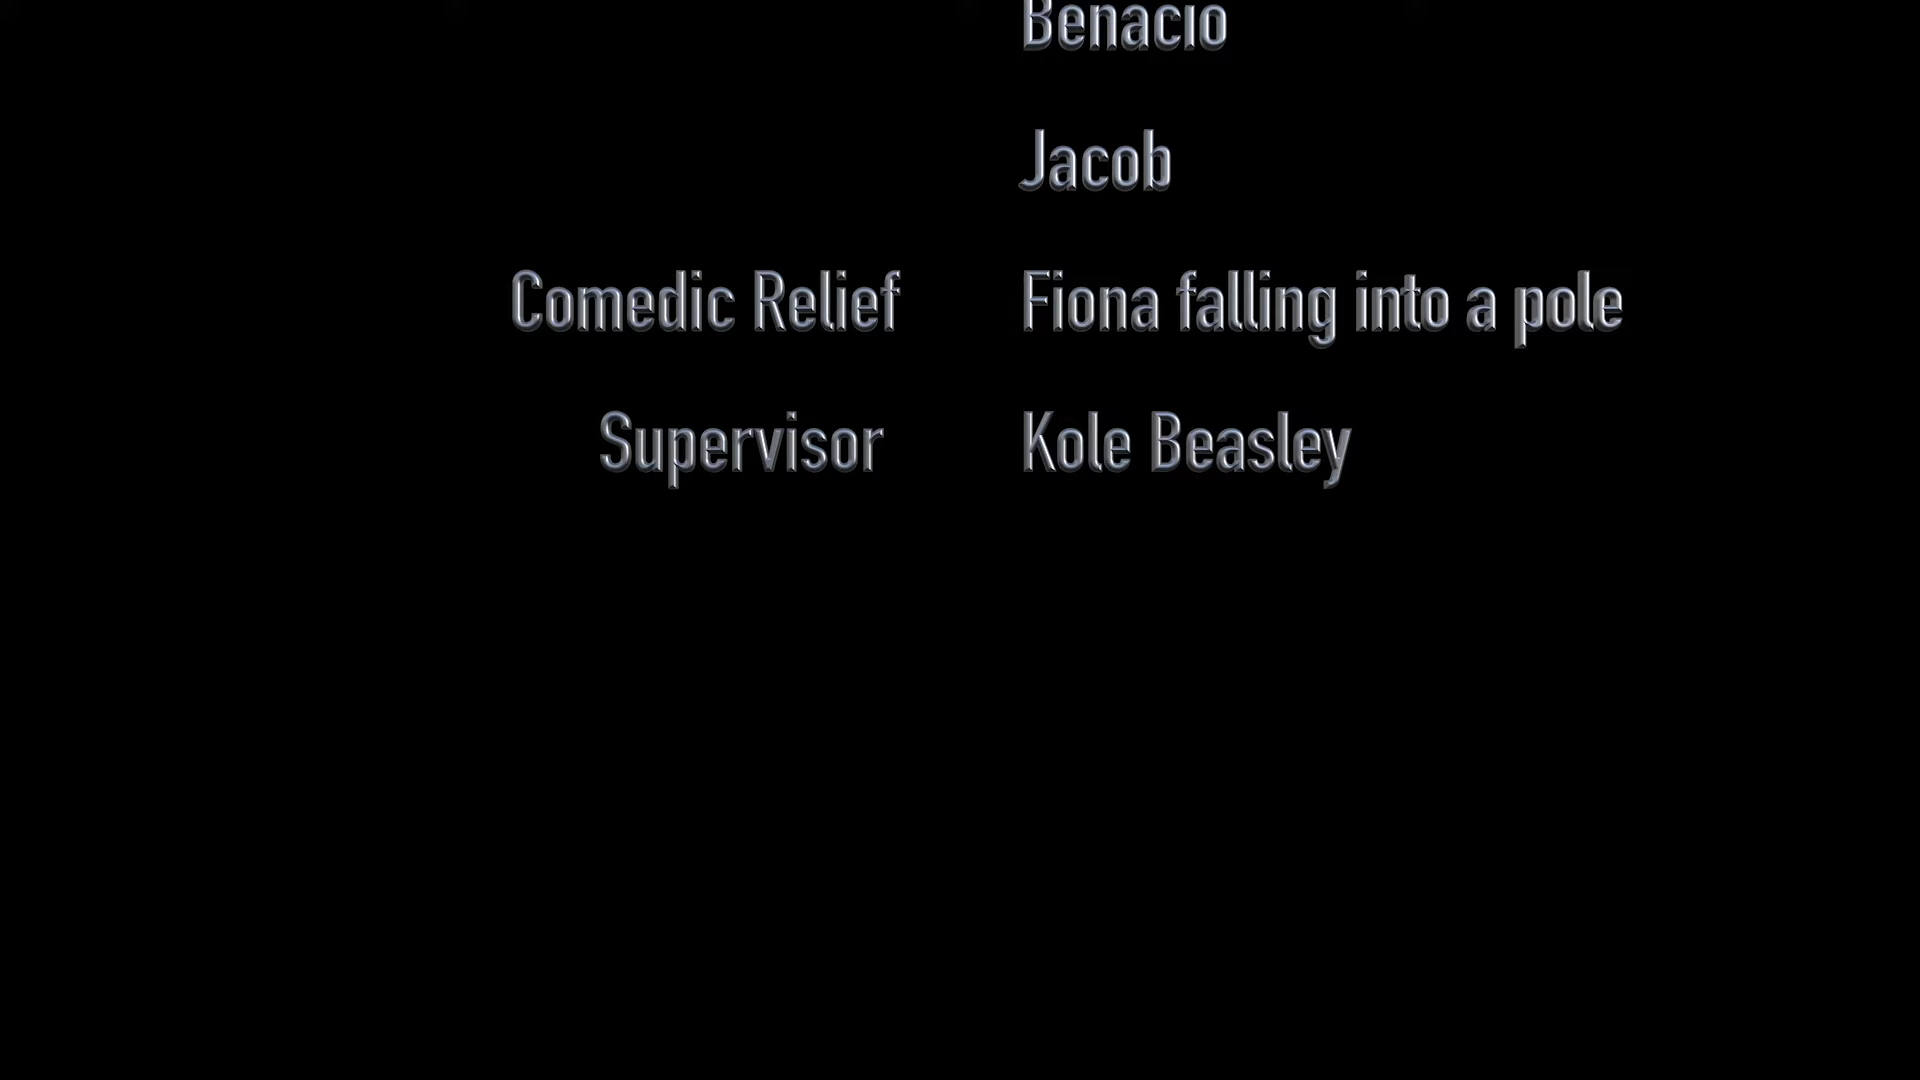 Benacio
Jacob
Comedic Relief Fiona falling into a pole
Supervisor Kole Beasley